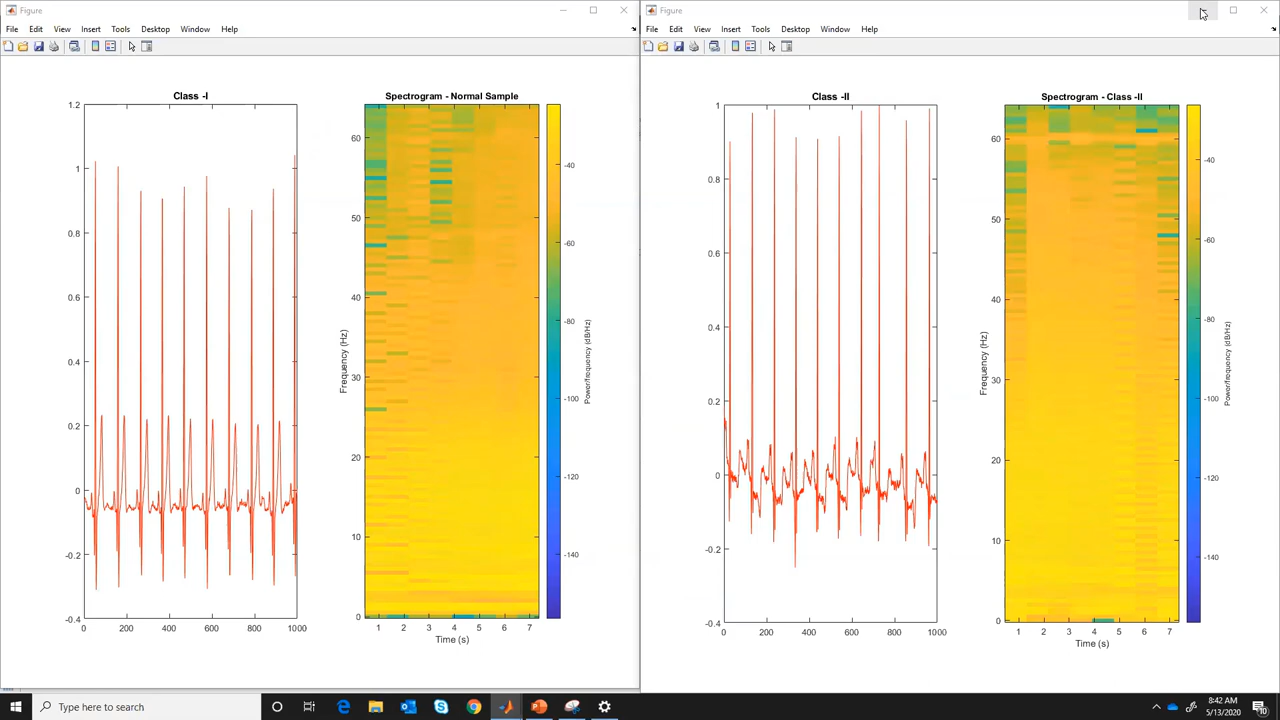 Figure
File Edit View Insert Tools Desktop Window Help
Class -I
1.2
1
0.8
0.6
0.4
0.2
0
-0.2
-0.4
0 200 400 600 800 1000
Spectrogram - Normal Sample
Frequency (Hz)
60
50
40
30
20
10
0
1 2 3 4 5 6 7
Time (s)
-40
-60
-80
-100
-120
-140
Power/frequency (dB/Hz)
Figure
File Edit View Insert Tools Desktop Window Help
Class -II
1
0.8
0.6
0.4
0.2
0
-0.2
-0.4
0 200 400 600 800 1000
Spectrogram - Class -II
Frequency (Hz)
60
50
40
30
20
10
0
1 2 3 4 5 6 7
Time (s)
-40
-60
-80
-100
-120
-140
Power/frequency (dB/Hz)
Type here to search
8:42 AM
5/13/2020
10